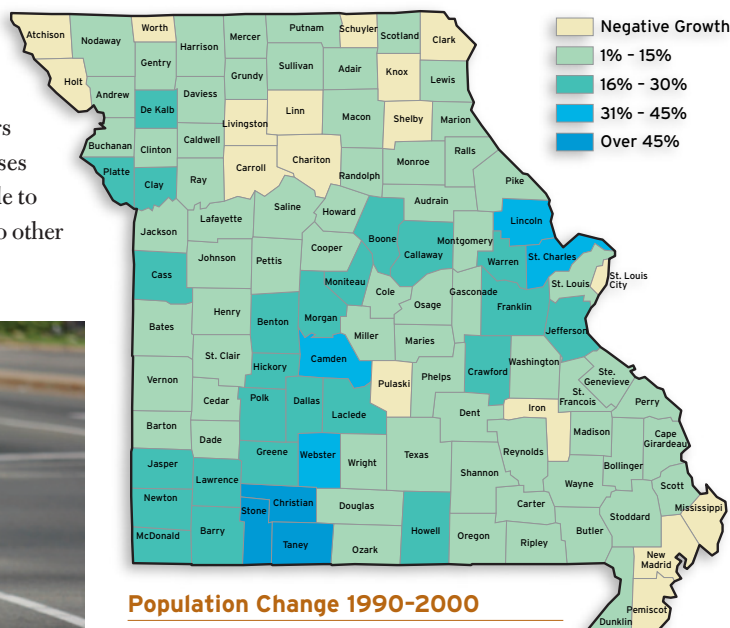 rs
ses
le to
o other
Negative Growth
1% - 15%
16% - 30%
31% - 45%
Over 45%
Atchison
Nodaway
Worth
Harrison
Mercer
Putnam
Schuyler
Scotland
Clark
Holt
Andrew
Gentry
De Kalb
Daviess
Grundy
Sullivan
Adair
Knox
Lewis
Livingston
Linn
Macon
Shelby
Marion
Buchanan
Clinton
Caldwell
Carroll
Chariton
Randolph
Monroe
Ralls
Platte
Clay
Ray
Pike
Audrain
Jackson
Lafayette
Saline
Howard
Boone
Callaway
Montgomery
Lincoln
Warren
St. Charles
St. Louis
St. Louis
City
Cass
Johnson
Pettis
Cooper
Moniteau
Cole
Osage
Gasconade
Franklin
Jefferson
Bates
Henry
Benton
Morgan
Miller
Maries
St. Clair
Hickory
Camden
Pulaski
Phelps
Crawford
Washington
Ste.
Genevieve
St.
Francois
Perry
Vernon
Cedar
Polk
Dallas
Laclede
Dent
Iron
Madison
Cape
Girardeau
Barton
Dade
Greene
Webster
Wright
Texas
Shannon
Reynolds
Bollinger
Wayne
Scott
Mississippi
Jasper
Lawrence
Newton
Christian
Stone
Douglas
Howell
Carter
Stoddard
McDonald
Barry
Taney
Ozark
Oregon
Ripley
Butler
New
Madrid
Pemiscot
Dunklin
Population Change 1990-2000